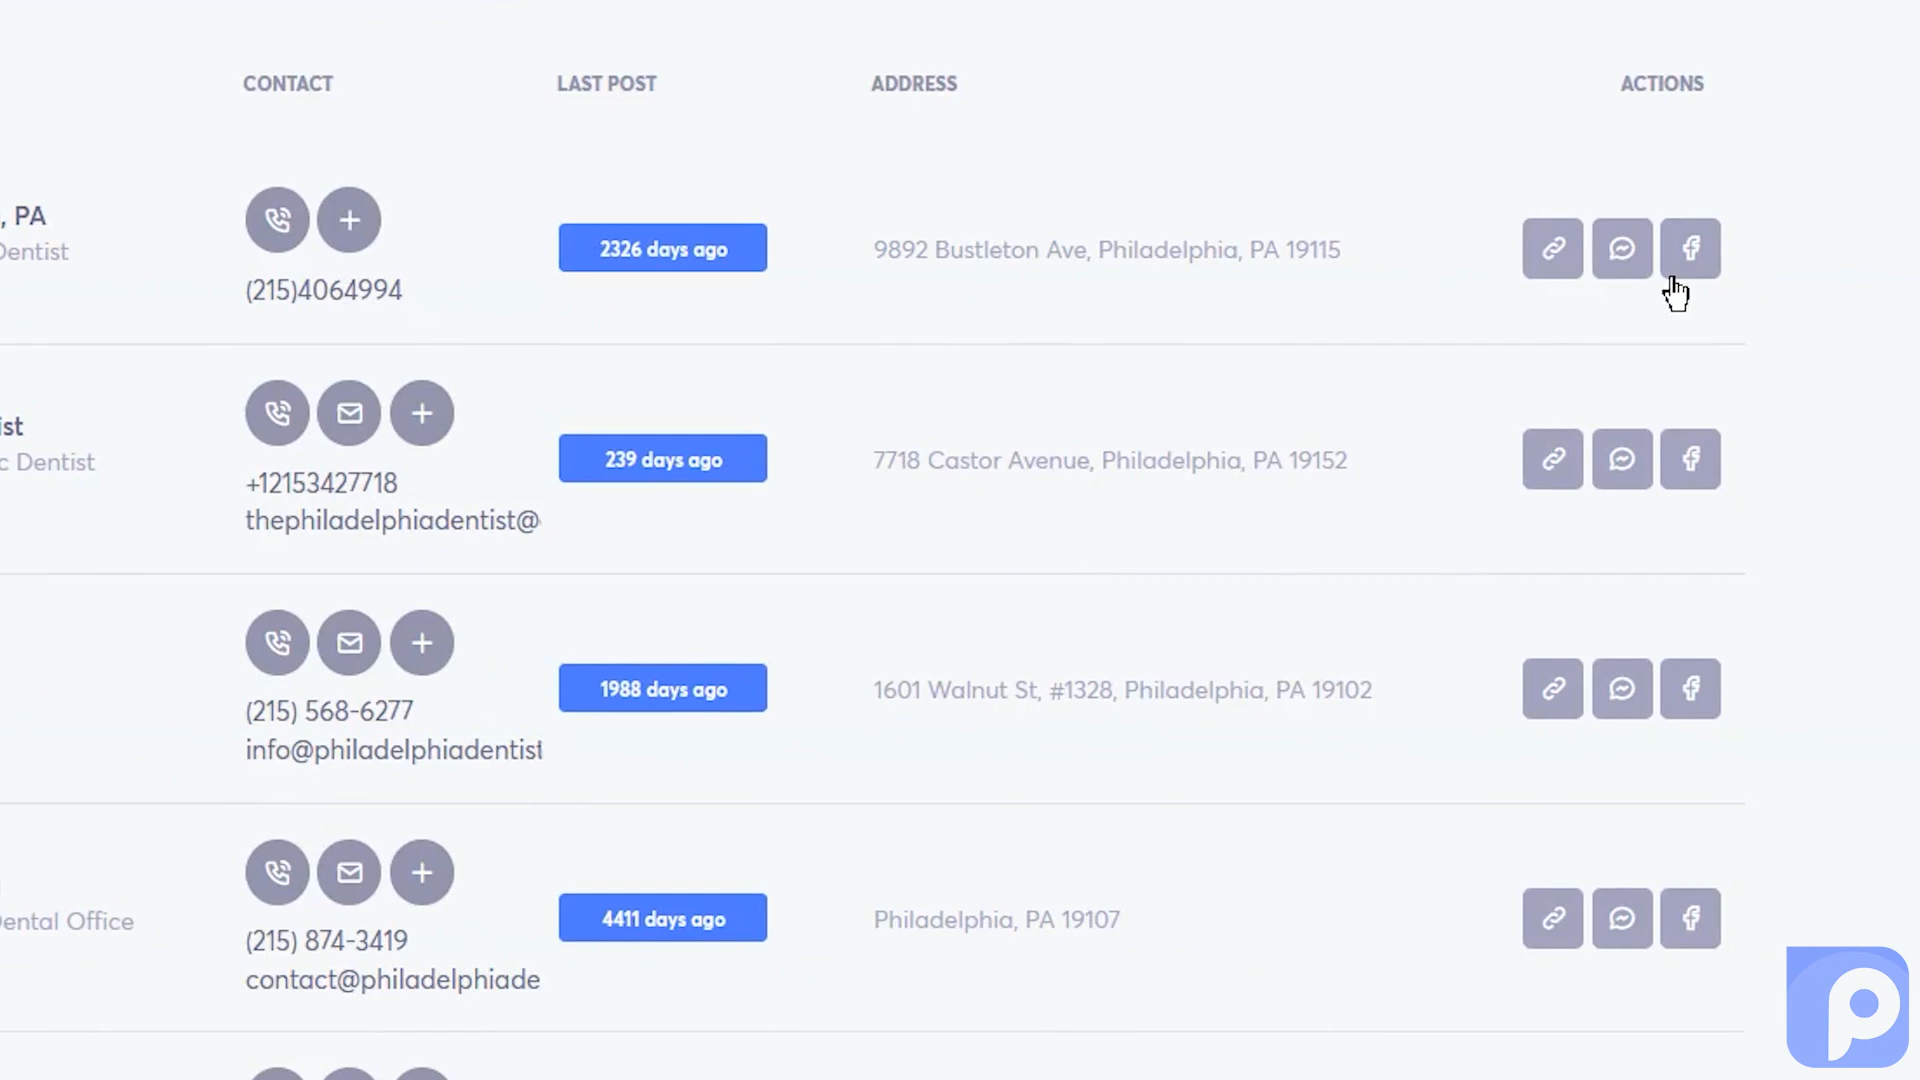 CONTACT LAST POST ADDRESS ACTIONS
, PA
Dentist
(215)4064994
2326 days ago
9892 Bustleton Ave, Philadelphia, PA 19115
ist
c Dentist
+12153427718
thephiladelphiadentist@
239 days ago
7718 Castor Avenue, Philadelphia, PA 19152
(215) 568-6277
info@philadelphiadentist
1988 days ago
1601 Walnut St, #1328, Philadelphia, PA 19102
ental Office
(215) 874-3419
contact@philadelphiade
4411 days ago
Philadelphia, PA 19107